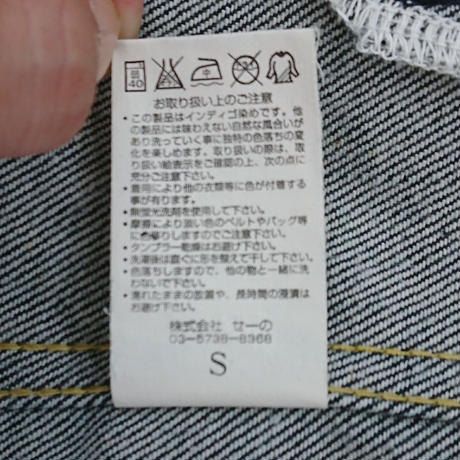 弱
40
中
お取り扱い上のご注意
・この製品はインディゴ染めです。他
の製品には味わえない自然な風合いが
あり洗っていく事に独特の色落ちの変
化を楽しめます。取り扱いの際は、取
り扱い絵表示をご確認の上、次の点に
充分ご注意下さい。
・着用により他の衣類等に色が付着する
事が有ります。
・無蛍光洗剤を使用して下さい。
・摩擦により淡い色のベルトやバッグ等
に色移りしますのでご注意下さい。
・タンブラー乾燥はお避け下さい。
・洗濯後は直ぐに形を整えて干して下さい。
・色落ちしますので、他の物と一緒に洗
わないで下さい。
・濡れたままの放置や、長時間の浸漬は
お避け下さい。
株式会社 せーの
03-5738-8368
S